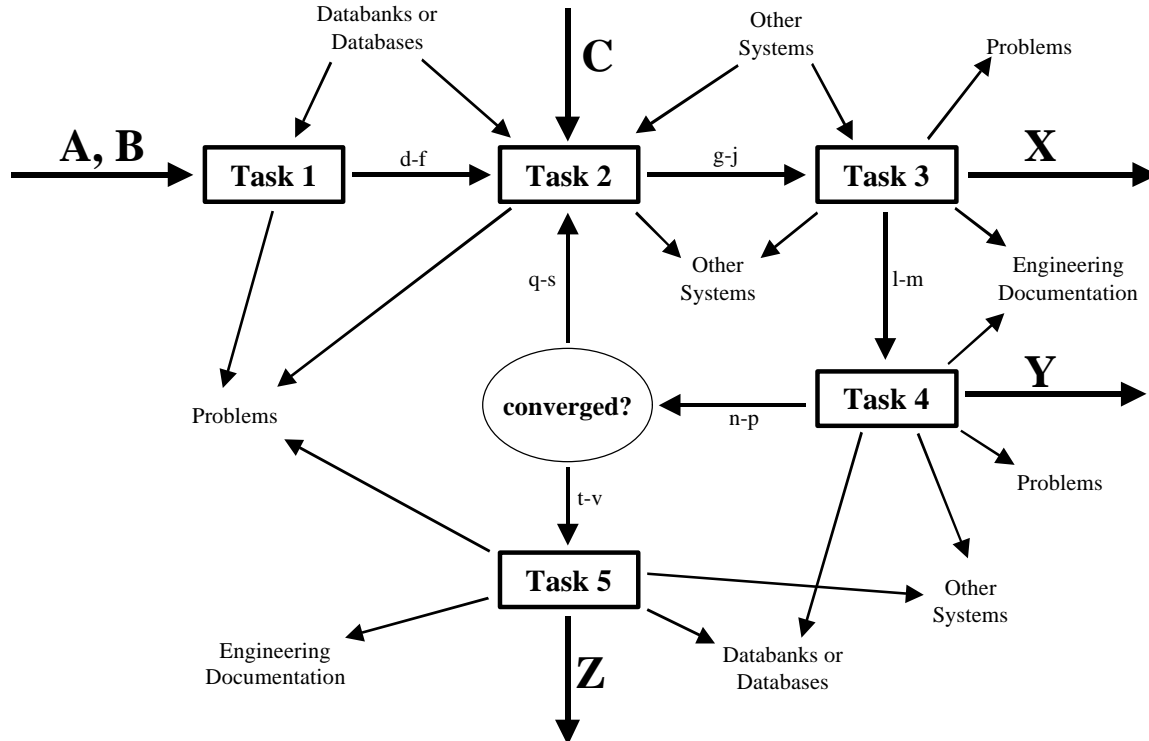 Databanks or
Databases
C
Other
Systems
Problems
A, B
X
d-f
g-j
Task 1
Task 2
Task 3
q-s
Other
Systems
l-m
Engineering
Documentation
Y
converged?
Task 4
Problems
n-p
Problems
t-v
Task 5
Other
Systems
Engineering
Documentation
Z
Databanks or
Databases